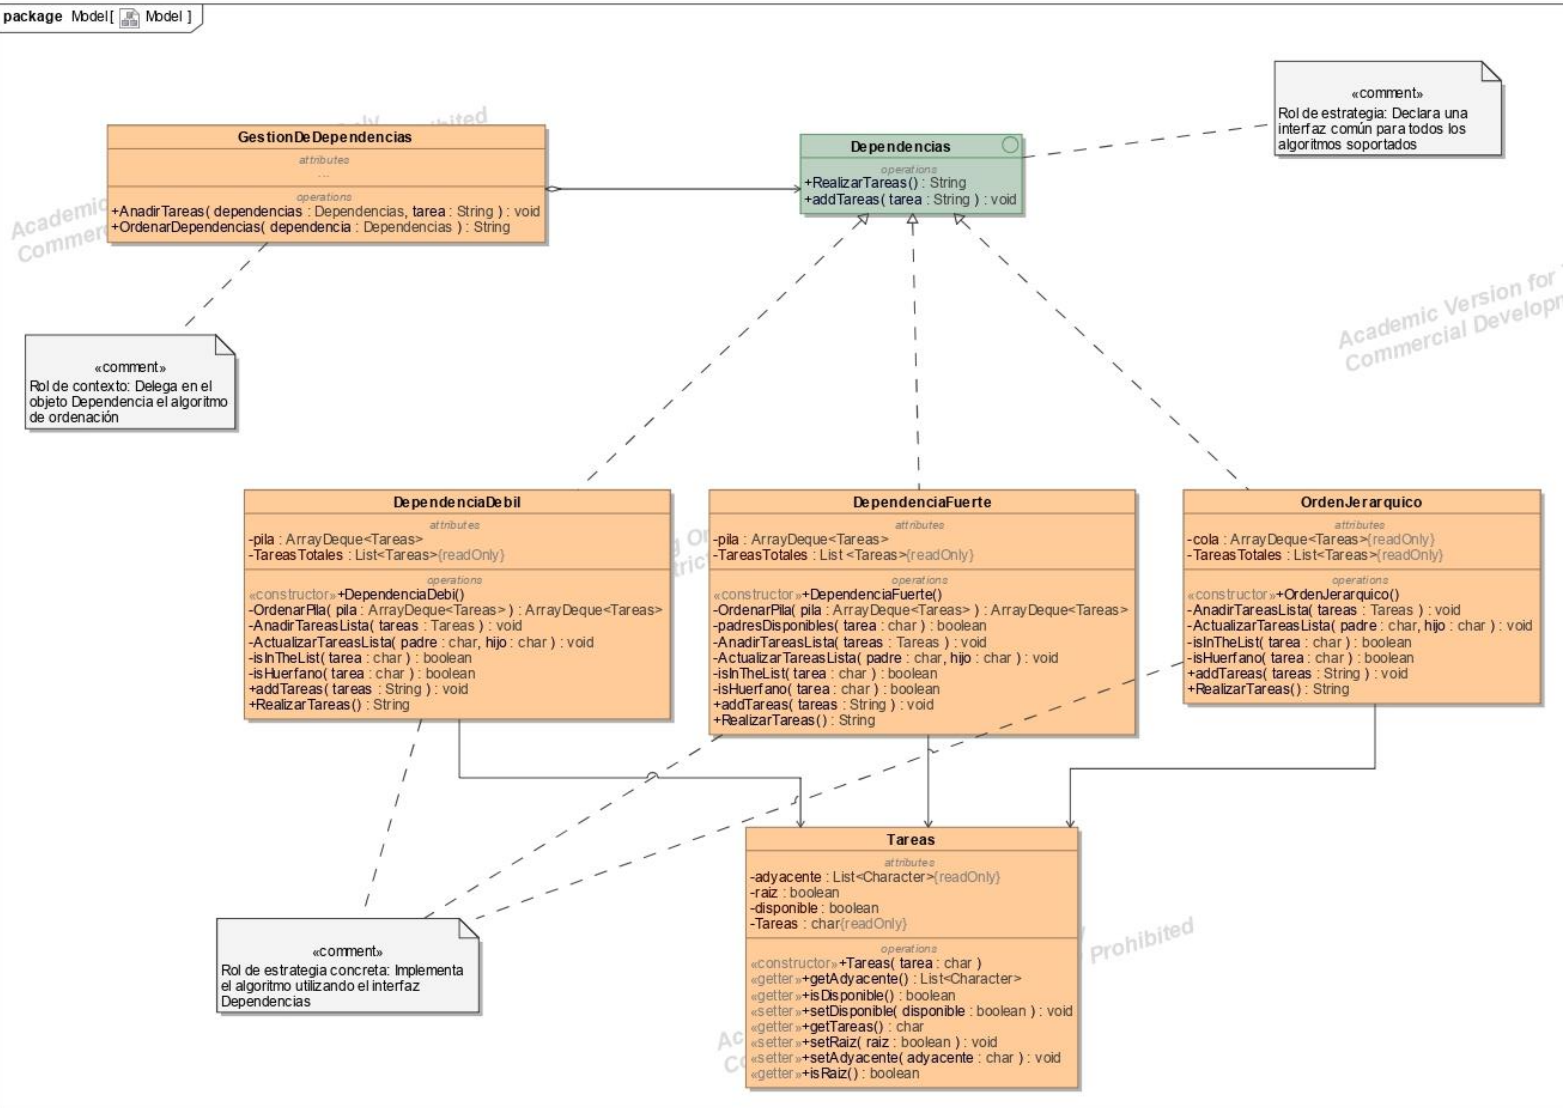 package Model[ Model ]
GestionDeDependencias
attributes
...
operations
+AnadirTareas( dependencias : Dependencias, tarea : String ) : void
+OrdenarDependencias( dependencia : Dependencias ) : String
Dependencias
operations
+RealizarTareas() : String
+addTareas( tarea : String ) : void
«comment»
Rol de estrategia: Declara una
interfaz común para todos los
algoritmos soportados
«comment»
Rol de contexto: Delega en el
objeto Dependencia el algoritmo
de ordenación
Academic Version for
Commercial Developm
DependenciaDebil
attributes
-pila : ArrayDeque<Tareas>
-TareasTotales : List<Tareas>{readOnly}
operations
«constructor»+DependenciaDebi()
-OrdenarPila( pila : ArrayDeque<Tareas> ) : ArrayDeque<Tareas>
-AnadirTareasLista( tareas : Tareas ) : void
-ActualizarTareasLista( padre : char, hijo : char ) : void
-isInTheList( tarea : char ) : boolean
-isHuerfano( tarea : char ) : boolean
+addTareas( tareas : String ) : void
+RealizarTareas() : String
DependenciaFuerte
attributes
-pila : ArrayDeque<Tareas>
-TareasTotales : List <Tareas>{readOnly}
operations
«constructor»+DependenciaFuerte()
-OrdenarPila( pila : ArrayDeque<Tareas> ) : ArrayDeque<Tareas>
-padresDisponibles( tarea : char ) : boolean
-AnadirTareasLista( tareas : Tareas ) : void
-ActualizarTareasLista( padre : char, hijo : char ) : void
-isInTheList( tarea : char ) : boolean
-isHuerfano( tarea : char ) : boolean
+addTareas( tareas : String ) : void
+RealizarTareas() : String
OrdenJerarquico
attributes
-cola : ArrayDeque<Tareas>{readOnly}
-TareasTotales : List<Tareas>{readOnly}
operations
«constructor»+OrdenJerarquico()
-AnadirTareasLista( tareas : Tareas ) : void
-ActualizarTareasLista( padre : char, hijo : char ) : void
-isInTheList( tarea : char ) : boolean
-isHuerfano( tarea : char ) : boolean
+addTareas( tareas : String ) : void
+RealizarTareas() : String
«comment»
Rol de estrategia concreta: Implementa
el algoritmo utilizando el interfaz
Dependencias
Tareas
attributes
-adyacente : List<Character>{readOnly}
-raiz : boolean
-disponible : boolean
-Tareas : char{readOnly}
operations
«constructor»+Tareas( tarea : char )
«getter»+getAdyacente() : List<Character>
«getter»+isDisponible() : boolean
«setter»+setDisponible( disponible : boolean ) : void
«getter»+getTareas() : char
«setter»+setRaiz( raiz : boolean ) : void
«setter»+setAdyacente( adyacente : char ) : void
«getter»+isRaiz() : boolean
Prohibited